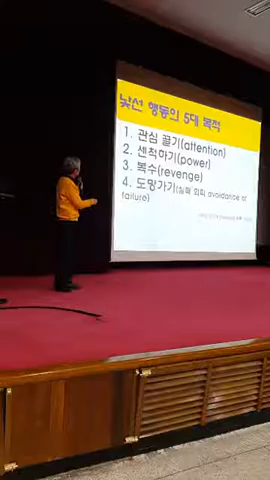 낯선 행동의 5대 목적
1. 관심 끌기(attention)
2. 센척하기(power)
3. 복수(revenge)
4. 도망가기(실패 회피 avoidance of
failure)